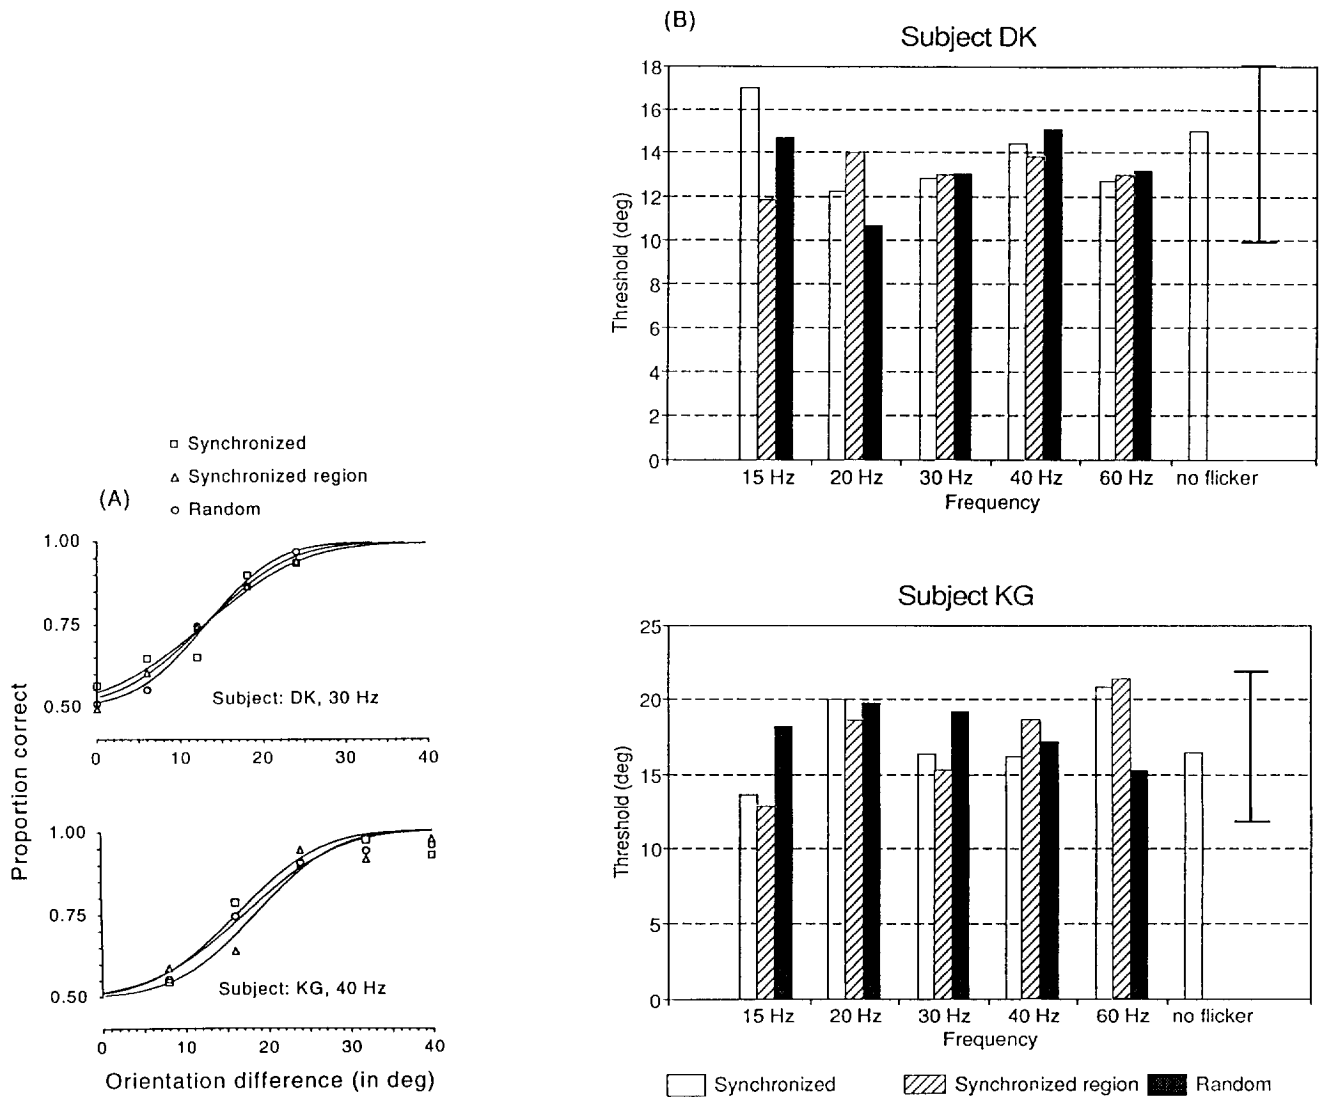 (A)
Synchronized
Synchronized region
Random
1.00
0.75
0.50
Subject: DK, 30 Hz
0 10 20 30 40
1.00
0.75
0.50
Subject: KG, 40 Hz
0 10 20 30 40
Proportion correct
Orientation difference (in deg)
(B)
Subject DK
18
16
14
12
10
8
6
4
2
0
Threshold (deg)
15 Hz 20 Hz 30 Hz 40 Hz 60 Hz no flicker
Frequency
Subject KG
25
20
15
10
5
0
Threshold (deg)
15 Hz 20 Hz 30 Hz 40 Hz 60 Hz no flicker
Frequency
Synchronized Synchronized region Random